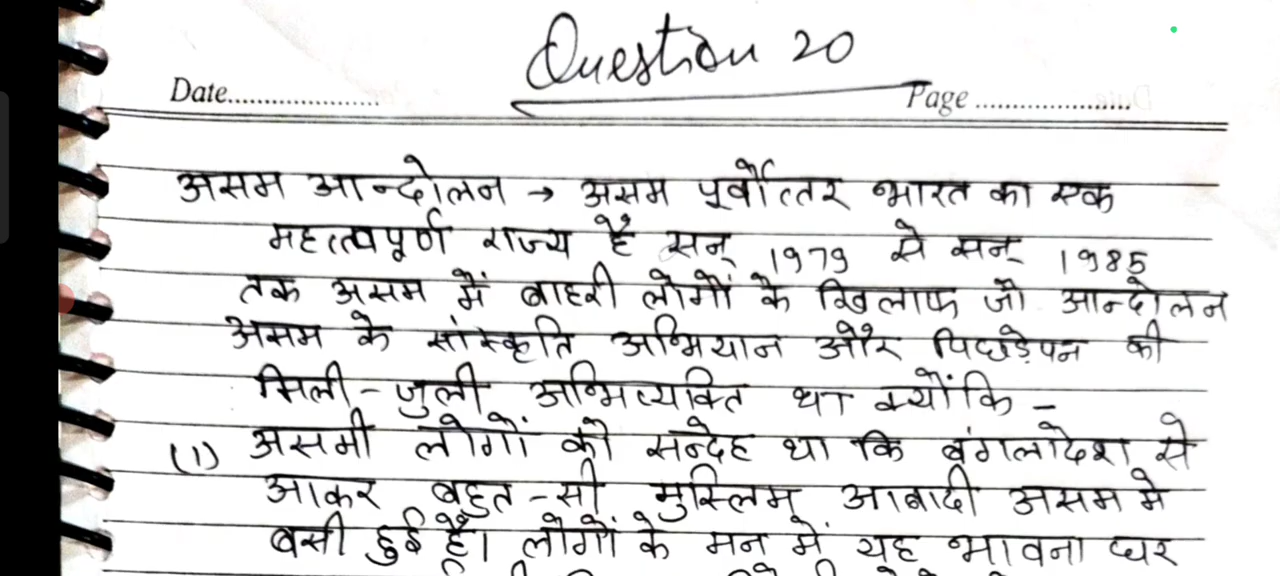 Question 20
Date.................... Page ......................
असम आन्दोलन → असम पूर्वोत्तर भारत का एक
महत्त्वपूर्ण राज्य है सन् 1979 से सन् 1985
तक असम में बाहरी लोगों के खिलाफ जो आन्दोलन
असम के सांस्कृति अभियान और पिछड़ेपन की
मिली-जुली अभिव्यक्ति था क्योंकि -
(1) असमी लोगों को सन्देह था कि बंगलादेश से
आकर बहुत-सी मुस्लिम आबादी असम मे
बसी हुई है। लोगों के मन में यह भावना घर